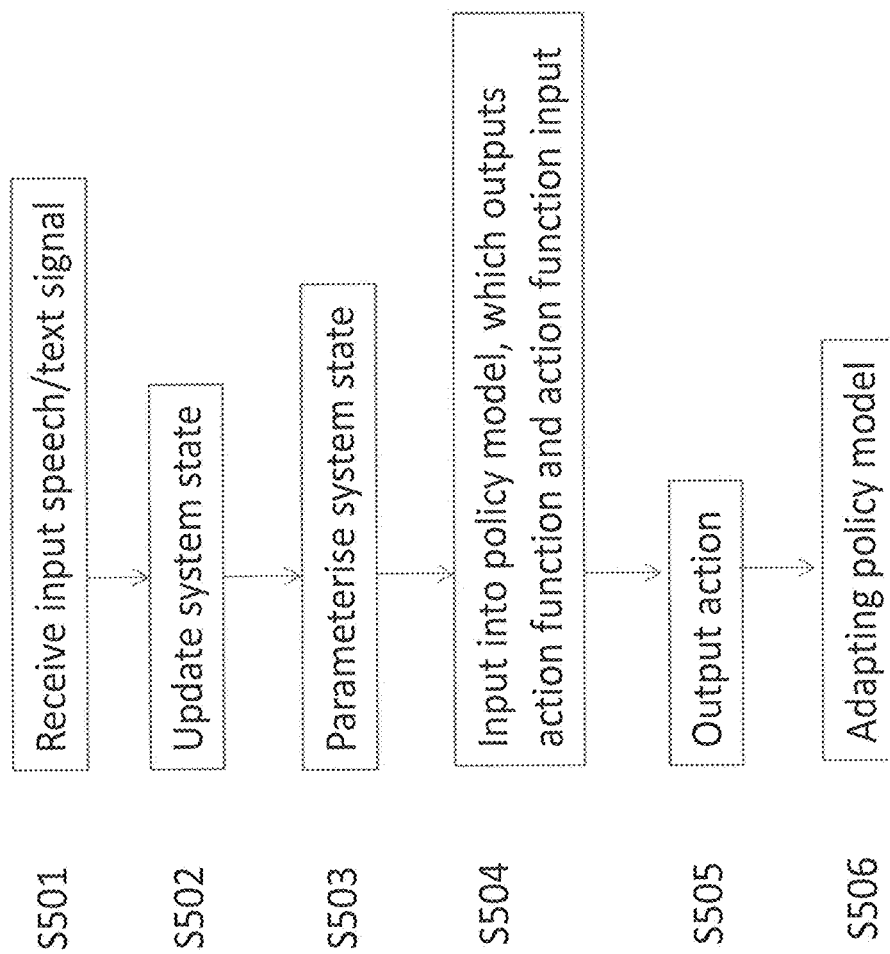 S501
Receive input speech/text signal
S502
Update system state
S503
Parameterise system state
S504
Input into policy model, which outputs
action function and action function input
S505
Output action
S506
Adapting policy model